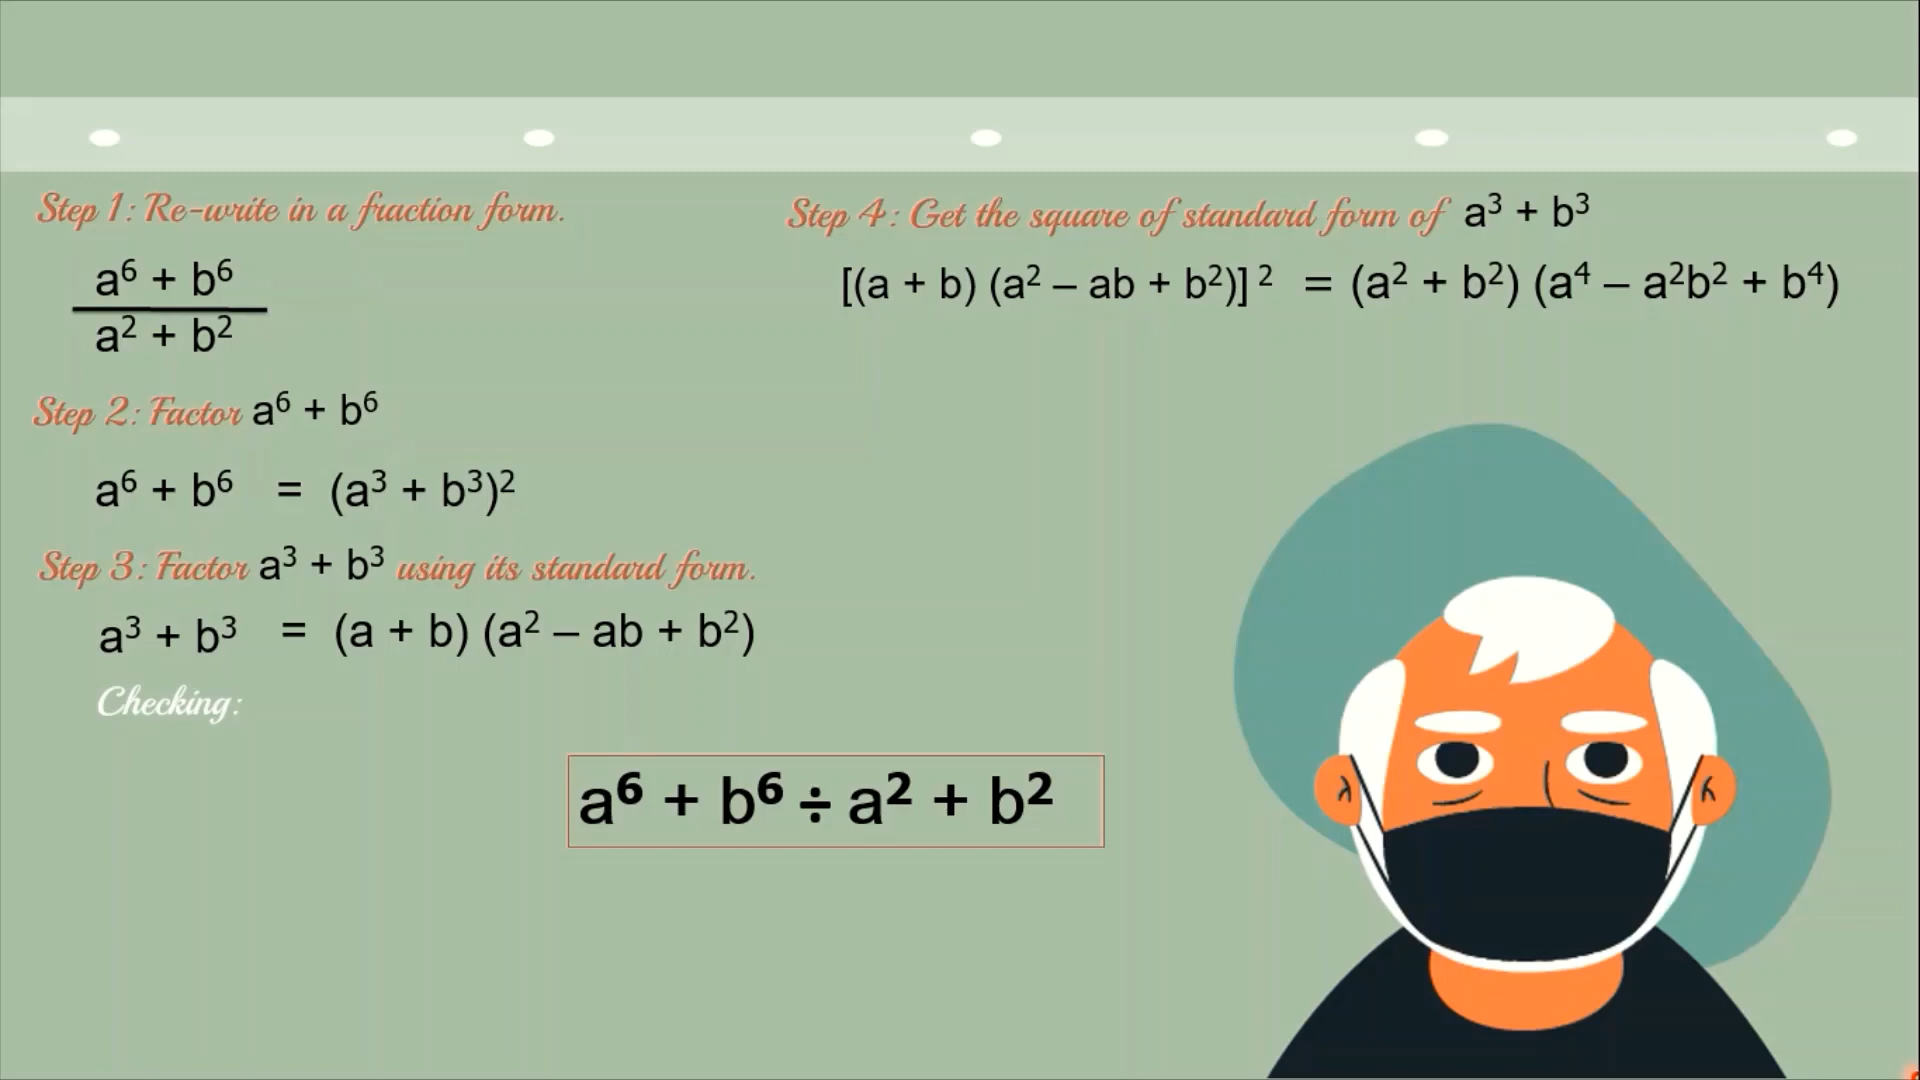 Step 1: Re-write in a fraction form.
a⁶ + b⁶
a² + b²
Step 2: Factor a⁶ + b⁶
a⁶ + b⁶ = (a³ + b³)²
Step 3: Factor a³ + b³ using its standard form.
a³ + b³ = (a + b) (a² – ab + b²)
Checking:
Step 4: Get the square of standard form of a³ + b³
[(a + b) (a² – ab + b²)] ² = (a² + b²) (a⁴ – a²b² + b⁴)
a⁶ + b⁶ ÷ a² + b²